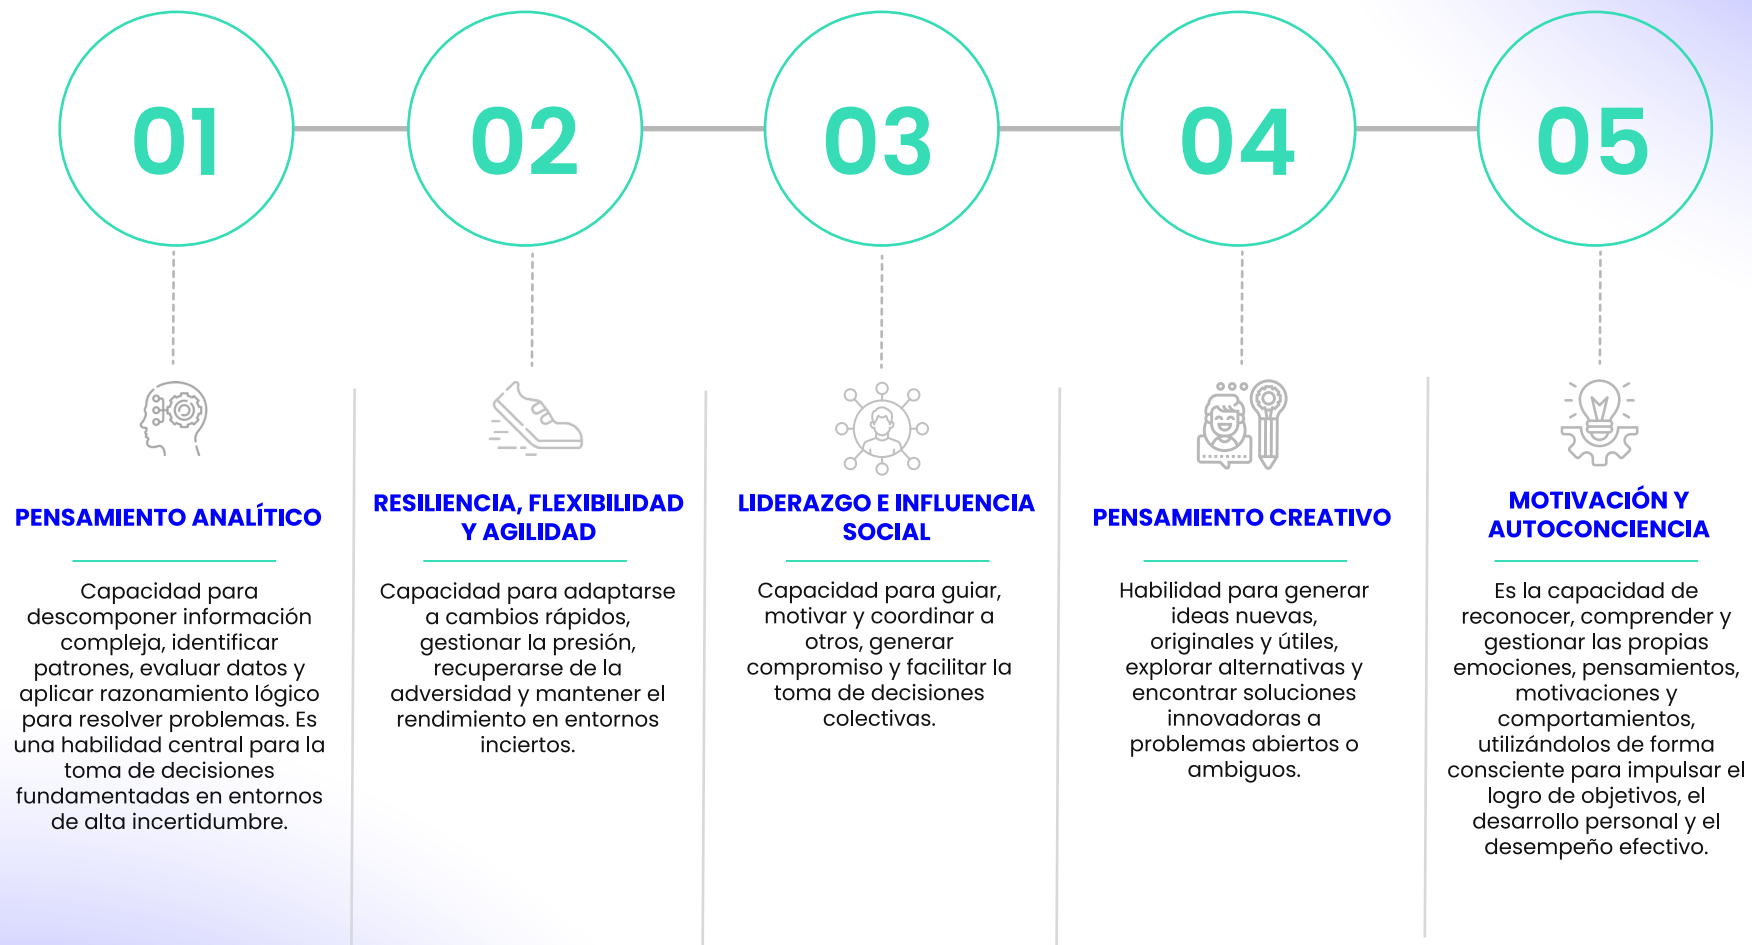 01
02
03
04
05
PENSAMIENTO ANALÍTICO
Capacidad para
descomponer información
compleja, identificar
patrones, evaluar datos y
aplicar razonamiento lógico
para resolver problemas. Es
una habilidad central para la
toma de decisiones
fundamentadas en entornos
de alta incertidumbre.
RESILIENCIA, FLEXIBILIDAD
Y AGILIDAD
Capacidad para adaptarse
a cambios rápidos,
gestionar la presión,
recuperarse de la
adversidad y mantener el
rendimiento en entornos
inciertos.
LIDERAZGO E INFLUENCIA
SOCIAL
Capacidad para guiar,
motivar y coordinar a
otros, generar
compromiso y facilitar la
toma de decisiones
colectivas.
PENSAMIENTO CREATIVO
Habilidad para generar
ideas nuevas,
originales y útiles,
explorar alternativas y
encontrar soluciones
innovadoras a
problemas abiertos o
ambiguos.
MOTIVACIÓN Y
AUTOCONCIENCIA
Es la capacidad de
reconocer, comprender y
gestionar las propias
emociones, pensamientos,
motivaciones y
comportamientos,
utilizándolos de forma
consciente para impulsar el
logro de objetivos, el
desarrollo personal y el
desempeño efectivo.